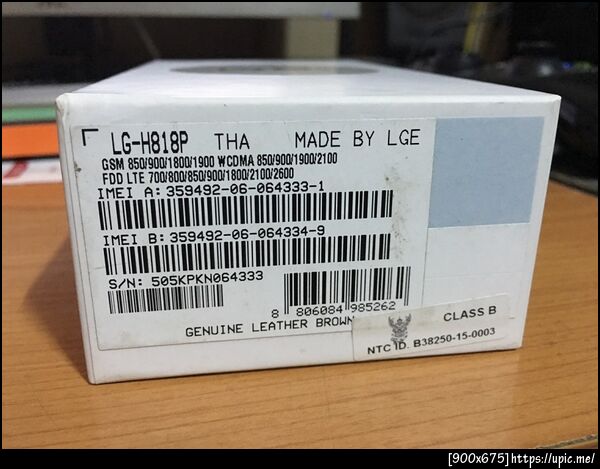 LG-H818P THA MADE BY LGE
GSM 850/900/1800/1900 WCDMA 850/900/1900/2100
FDD LTE 700/800/850/900/1800/2100/2600
IMEI A: 359492-06-064333-1
IMEI B: 359492-06-064334-9
S/N: 505KPKN064333
8 806084 985262
GENUINE LEATHER BROWN
CLASS B
NTC ID. B38250-15-0003
[900x675]https://upic.me/